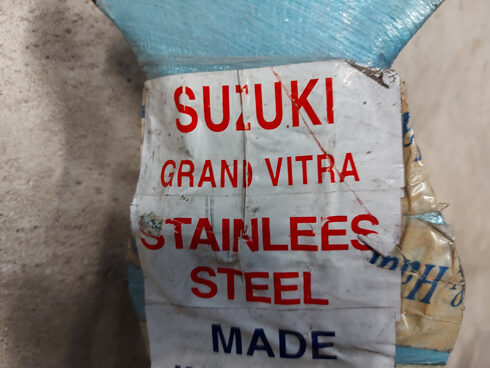 SUZUKI
GRAND VITRA
STAINLEES
STEEL
MADE